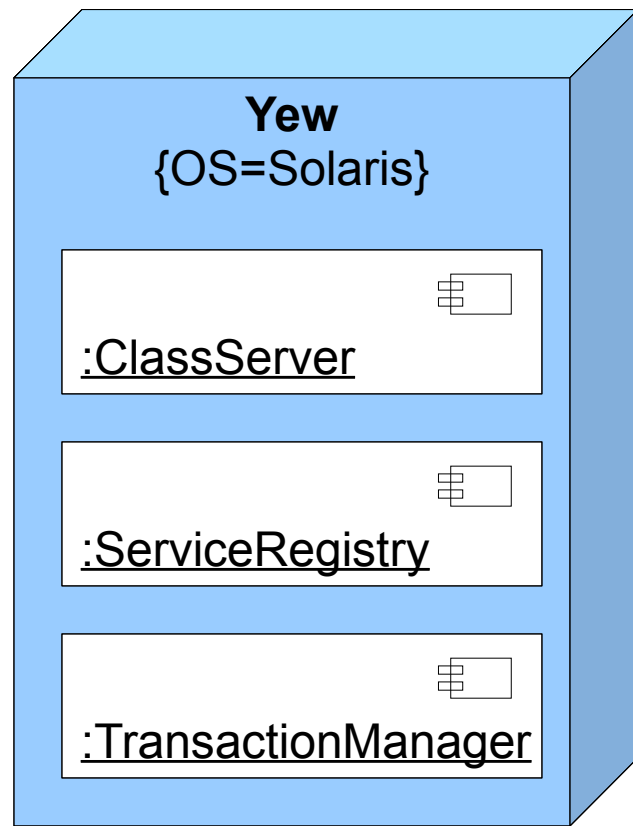 Yew
{OS=Solaris}
:ClassServer
:ServiceRegistry
:TransactionManager